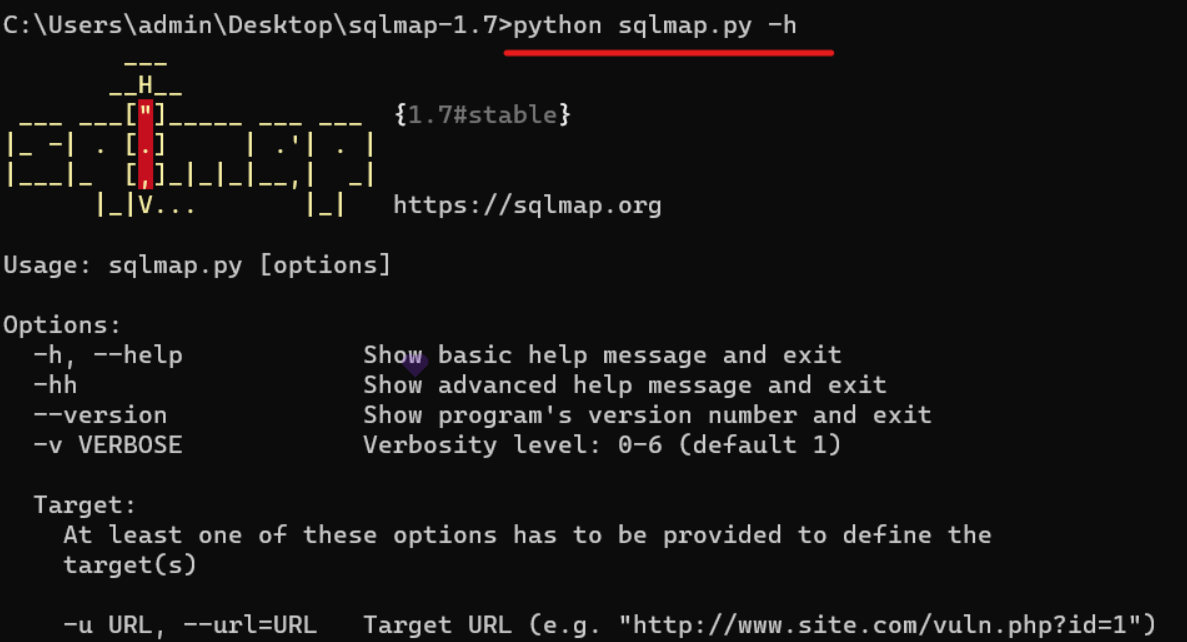 C:\Users\admin\Desktop\sqlmap-1.7>python sqlmap.py -h
        ___
       __H__
 ___ ___["]_____ ___ ___  {1.7#stable}
|_ -| . [.]     | .'| . |
|___|_  [,]_|_|_|__,|  _|
      |_|V...       |_|   https://sqlmap.org
Usage: sqlmap.py [options]
Options:
  -h, --help            Show basic help message and exit
  -hh                   Show advanced help message and exit
  --version             Show program's version number and exit
  -v VERBOSE            Verbosity level: 0-6 (default 1)
  Target:
    At least one of these options has to be provided to define the
    target(s)
    -u URL, --url=URL   Target URL (e.g. "http://www.site.com/vuln.php?id=1")